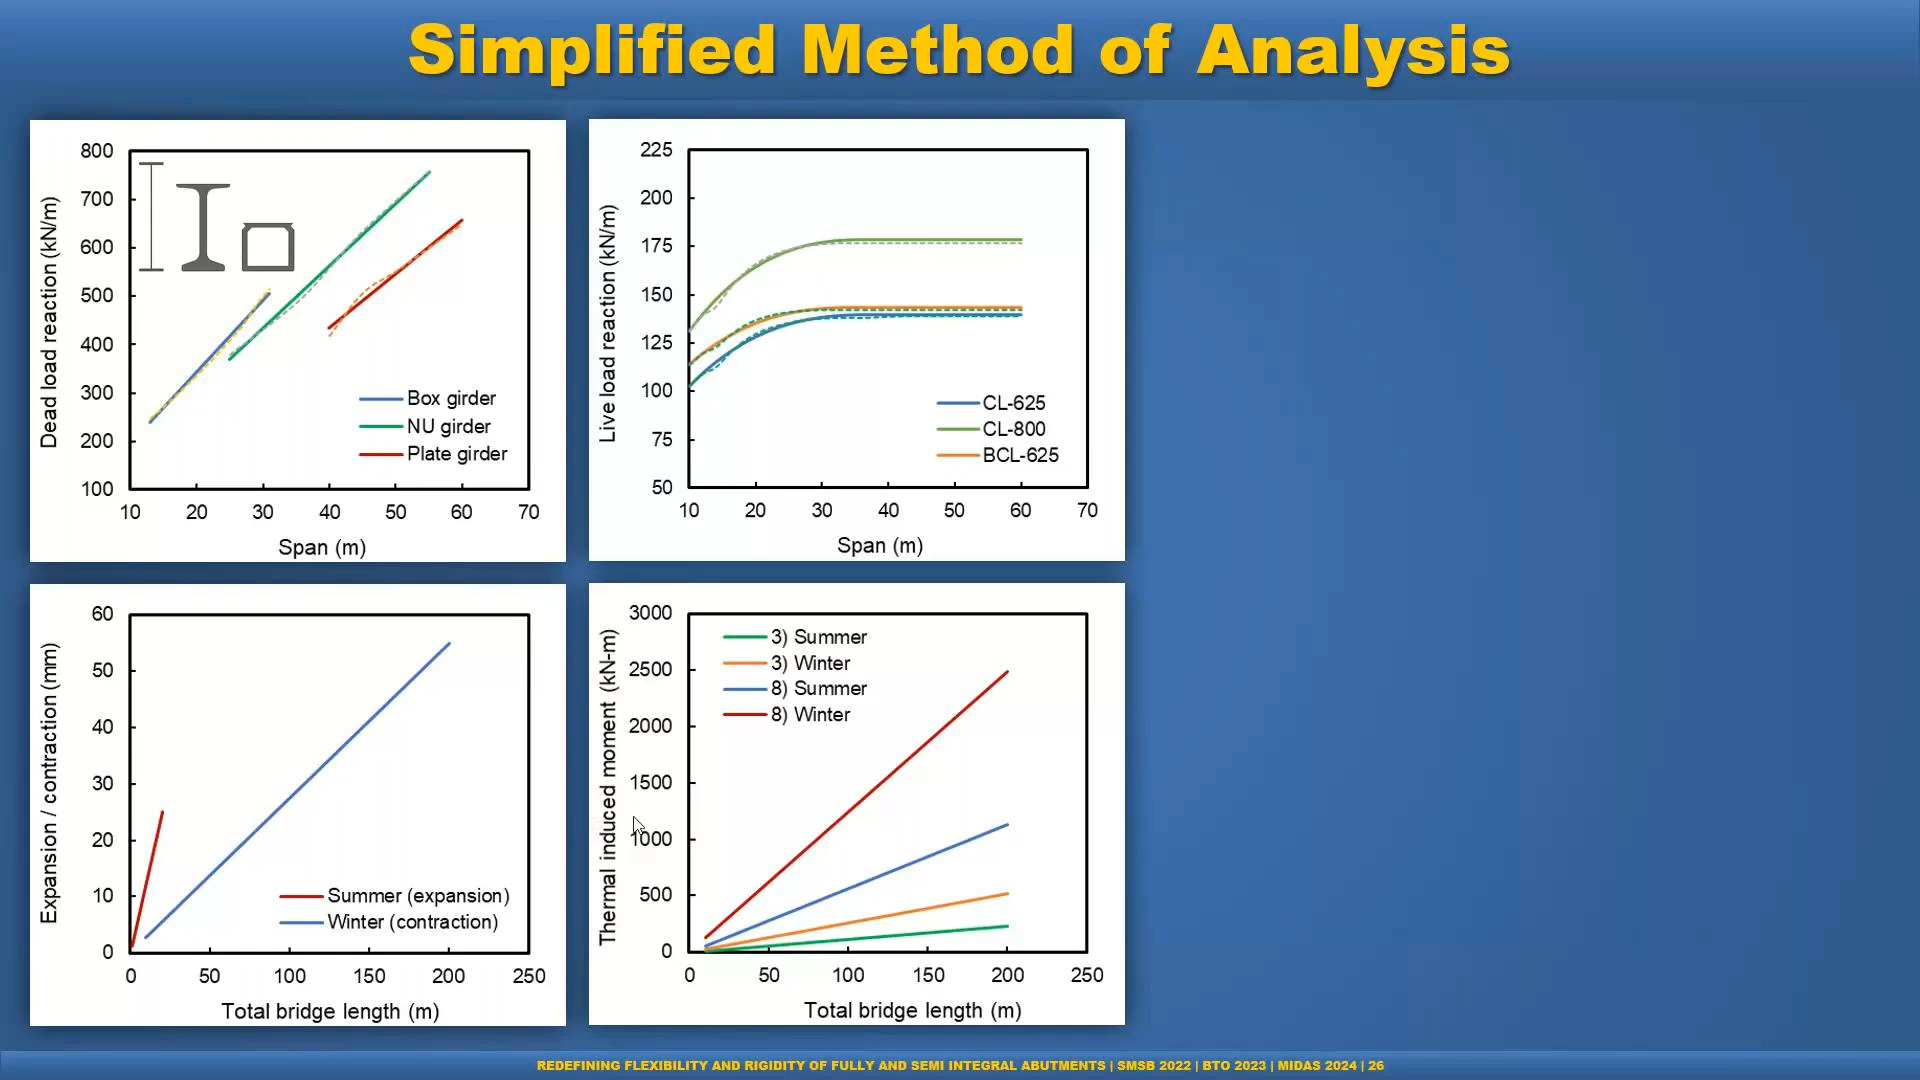 Simplified Method of Analysis
Dead load reaction (kN/m)
800
700
600
500
400
300
200
100
Box girder
NU girder
Plate girder
10 20 30 40 50 60 70
Span (m)
Live load reaction (kN/m)
225
200
175
150
125
100
75
50
CL-625
CL-800
BCL-625
10 20 30 40 50 60 70
Span (m)
Expansion / contraction (mm)
60
50
40
30
20
10
0
Summer (expansion)
Winter (contraction)
0 50 100 150 200 250
Total bridge length (m)
Thermal induced moment (kN-m)
3000
2500
2000
1500
1000
500
0
3) Summer
3) Winter
8) Summer
8) Winter
0 50 100 150 200 250
Total bridge length (m)
REDEFINING FLEXIBILITY AND RIGIDITY OF FULLY AND SEMI INTEGRAL ABUTMENTS | SMSB 2022 | BTO 2023 | MIDAS 2024 | 26